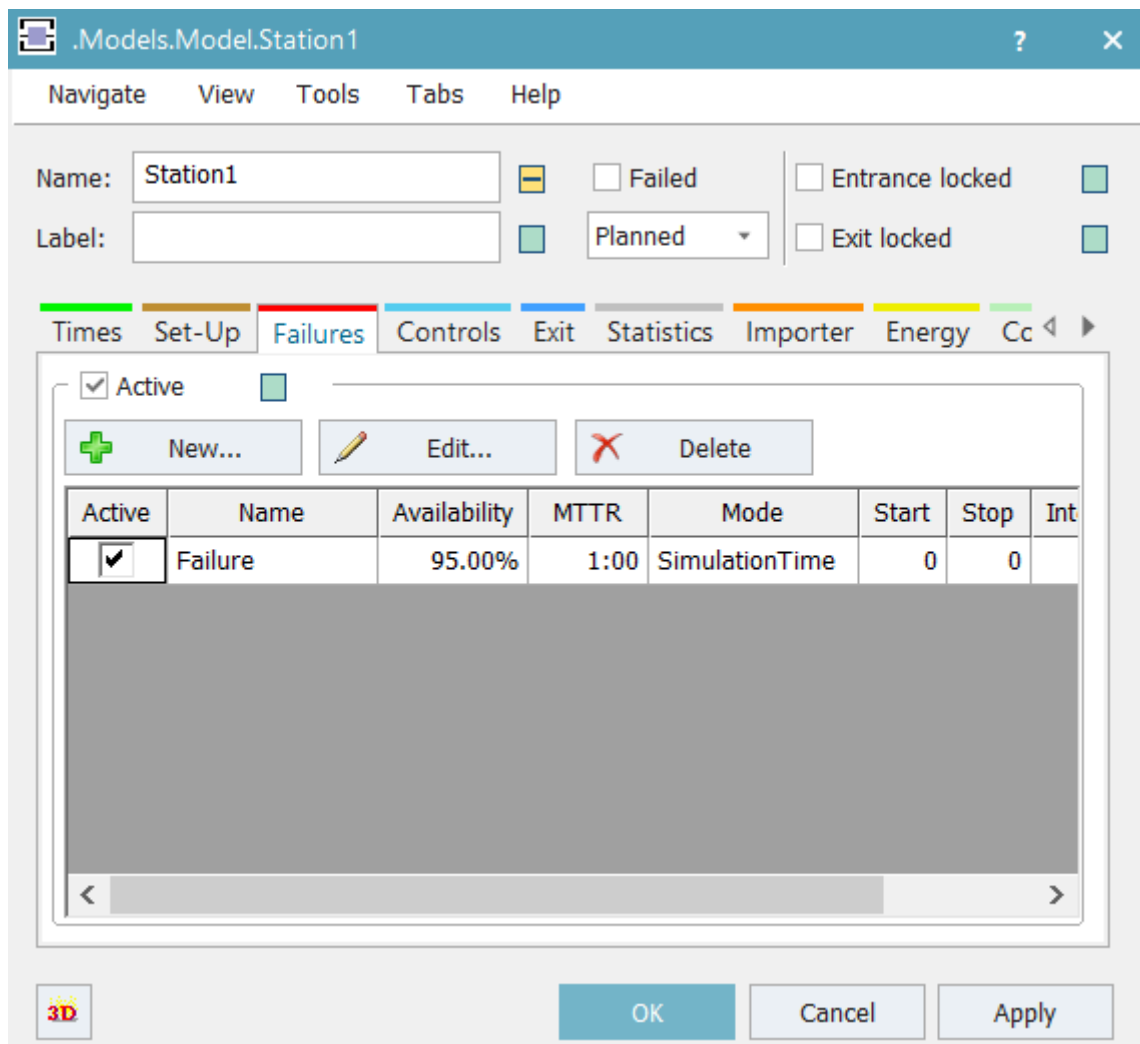 .Models.Model.Station1 ?
Navigate View Tools Tabs Help
Name: Station1 Failed Entrance locked
Label: Planned Exit locked
Times Set-Up Failures Controls Exit Statistics Importer Energy Cc
Active
New... Edit... Delete
Active Name Availability MTTR Mode Start Stop Int
Failure 95.00% 1:00 SimulationTime 0 0
3D OK Cancel Apply